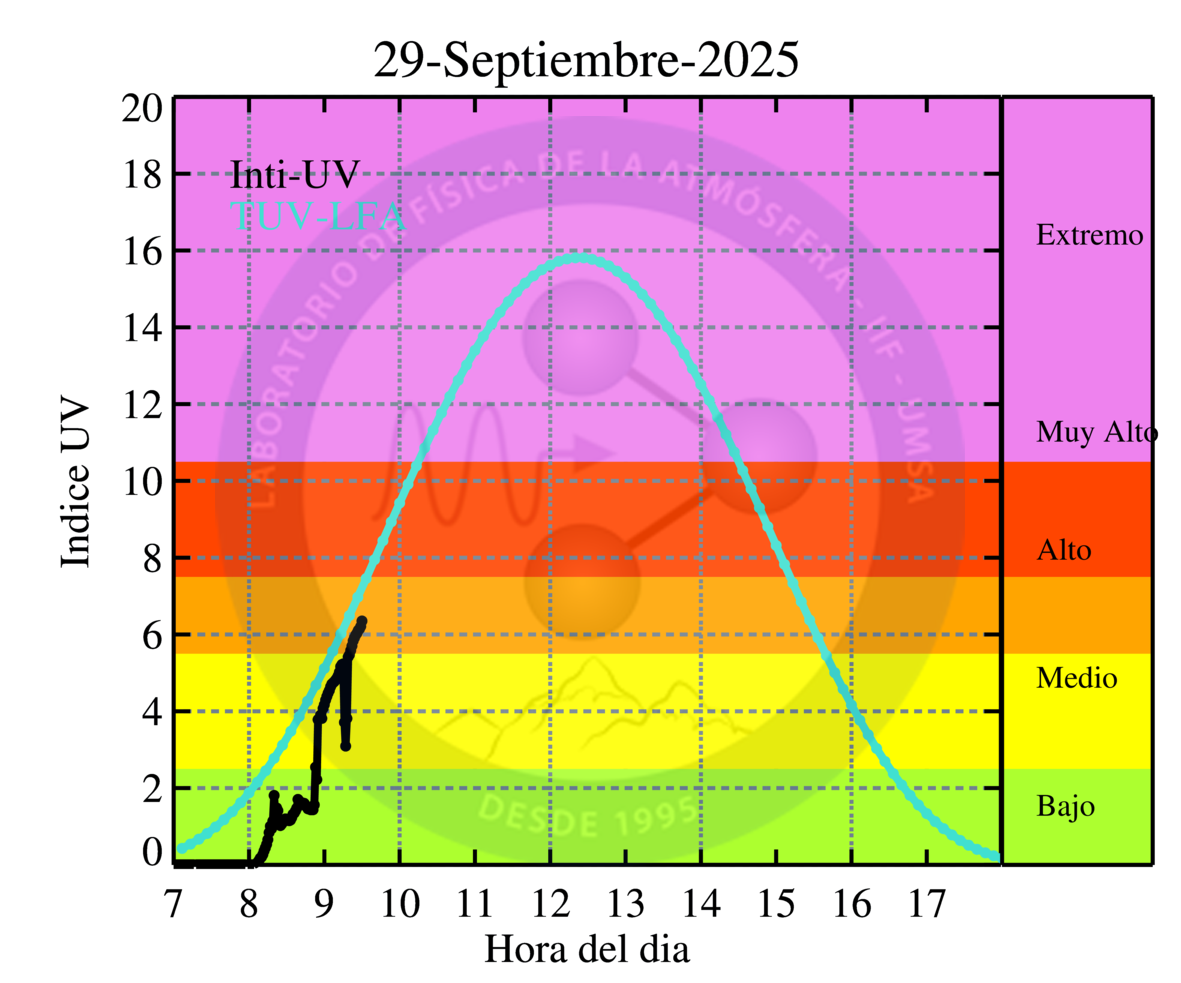 29-Septiembre-2025
20
18
16
14
12
10
8
6
4
2
0
Indice UV
Inti-UV
TUV-LFA
LABORATORIO DE FÍSICA DE LA ATMÓSFERA - IIF - UMSA
DESDE 1995
Extremo
Muy Alto
Alto
Medio
Bajo
7 8 9 10 11 12 13 14 15 16 17
Hora del dia